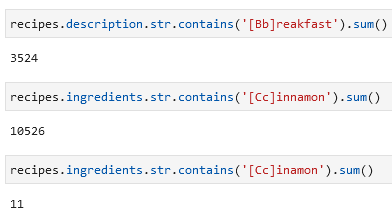 recipes.description.str.contains('[Bb]reakfast').sum()
3524
recipes.ingredients.str.contains('[Cc]innamon').sum()
10526
recipes.ingredients.str.contains('[Cc]inamon').sum()
11